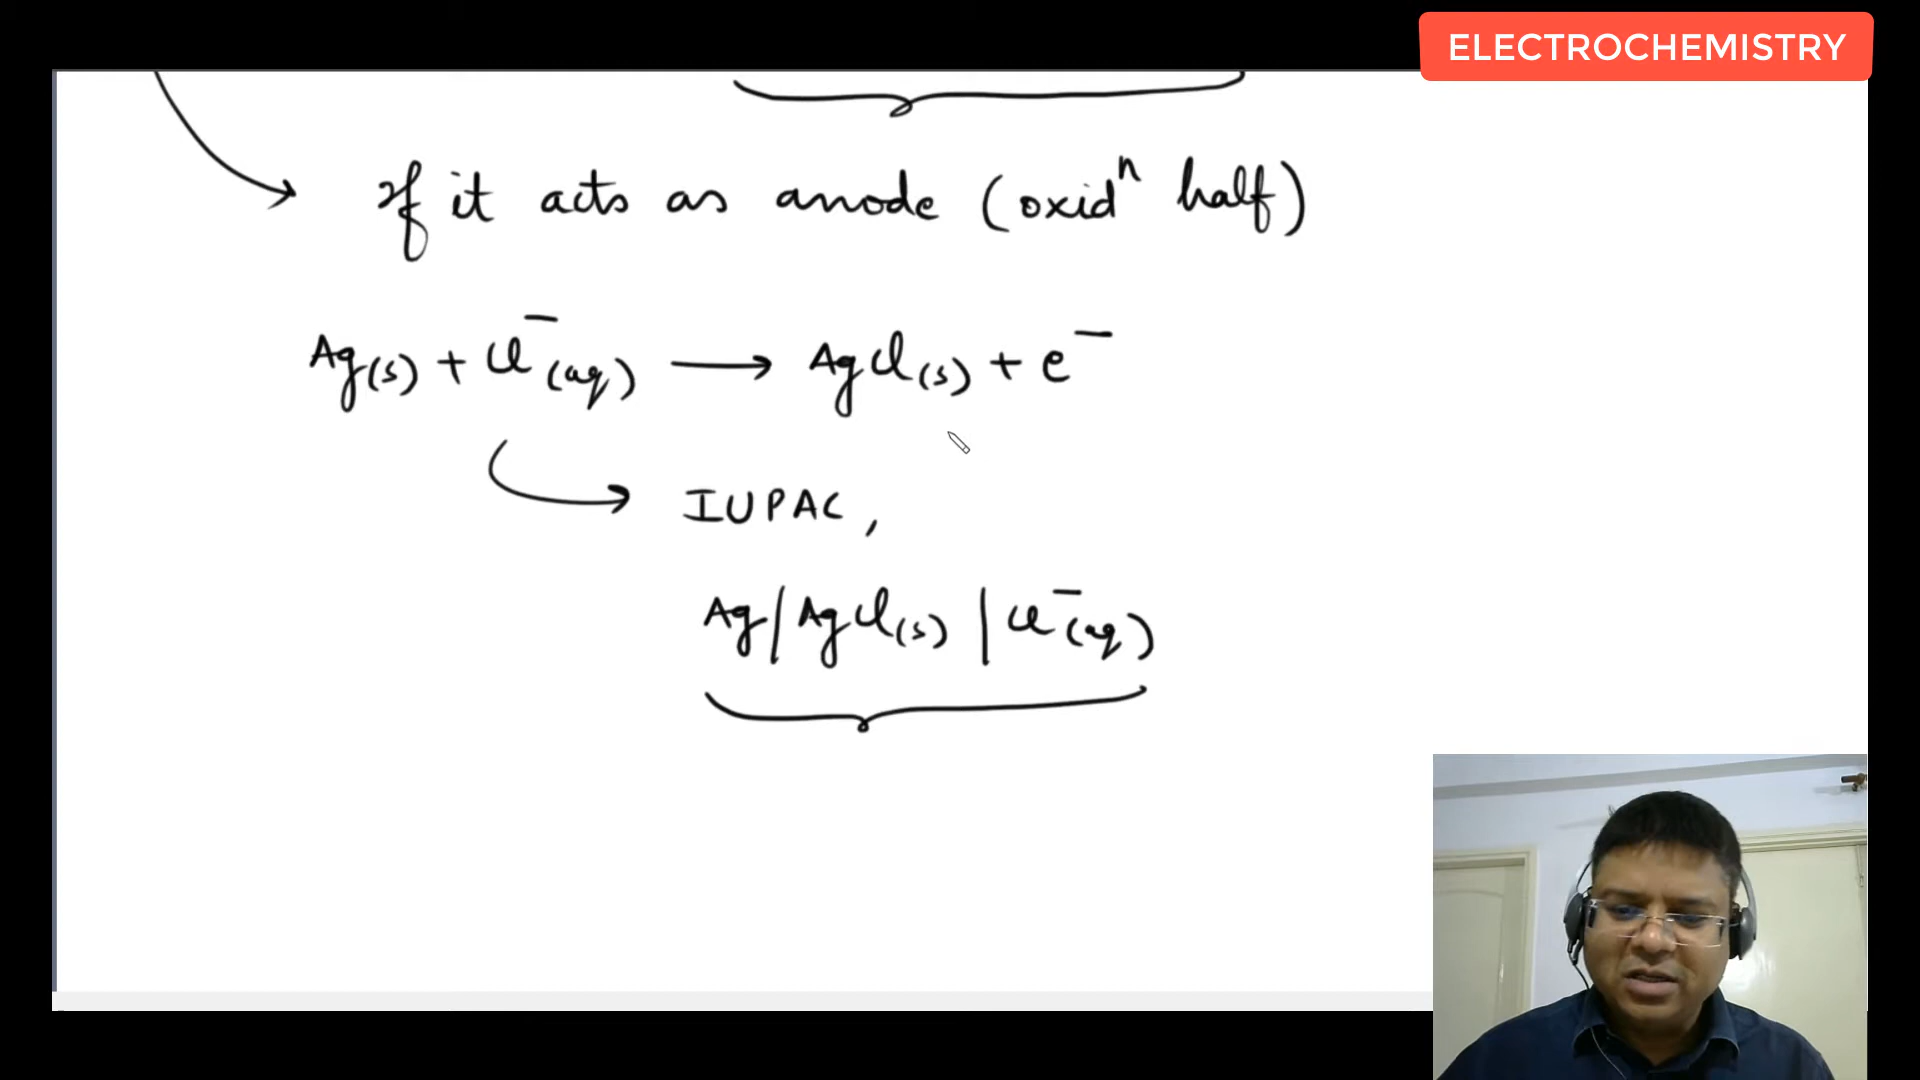 ELECTROCHEMISTRY
If it acts as anode (oxidⁿ half)
Ag(s) + Cl⁻(aq) ⟶ AgCl(s) + e⁻
IUPAC,
Ag|AgCl(s)|Cl⁻(aq)